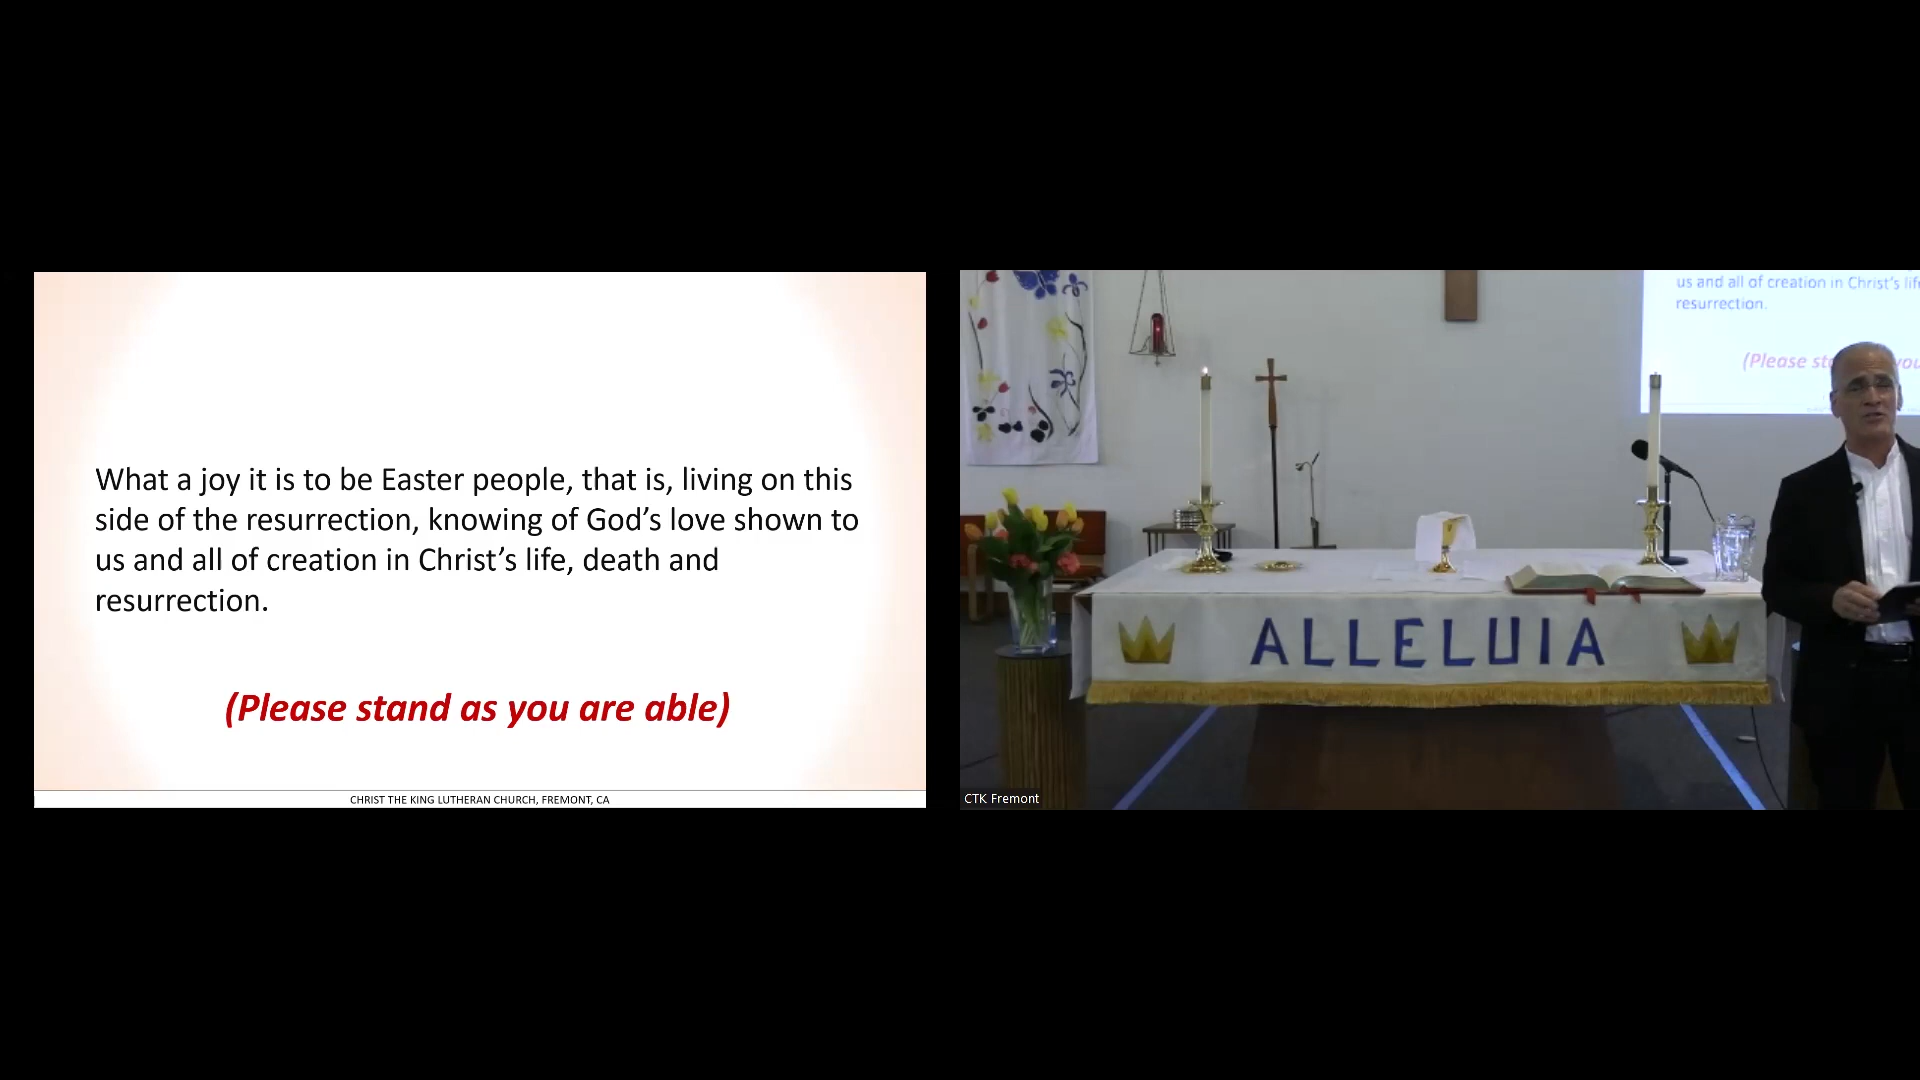 What a joy it is to be Easter people, that is, living on this
side of the resurrection, knowing of God's love shown to
us and all of creation in Christ's life, death and
resurrection.
(Please stand as you are able)
CHRIST THE KING LUTHERAN CHURCH, FREMONT, CA
us and all of creation in Christ's
resurrection.
(Please
ALLELUIA
CTK Fremont